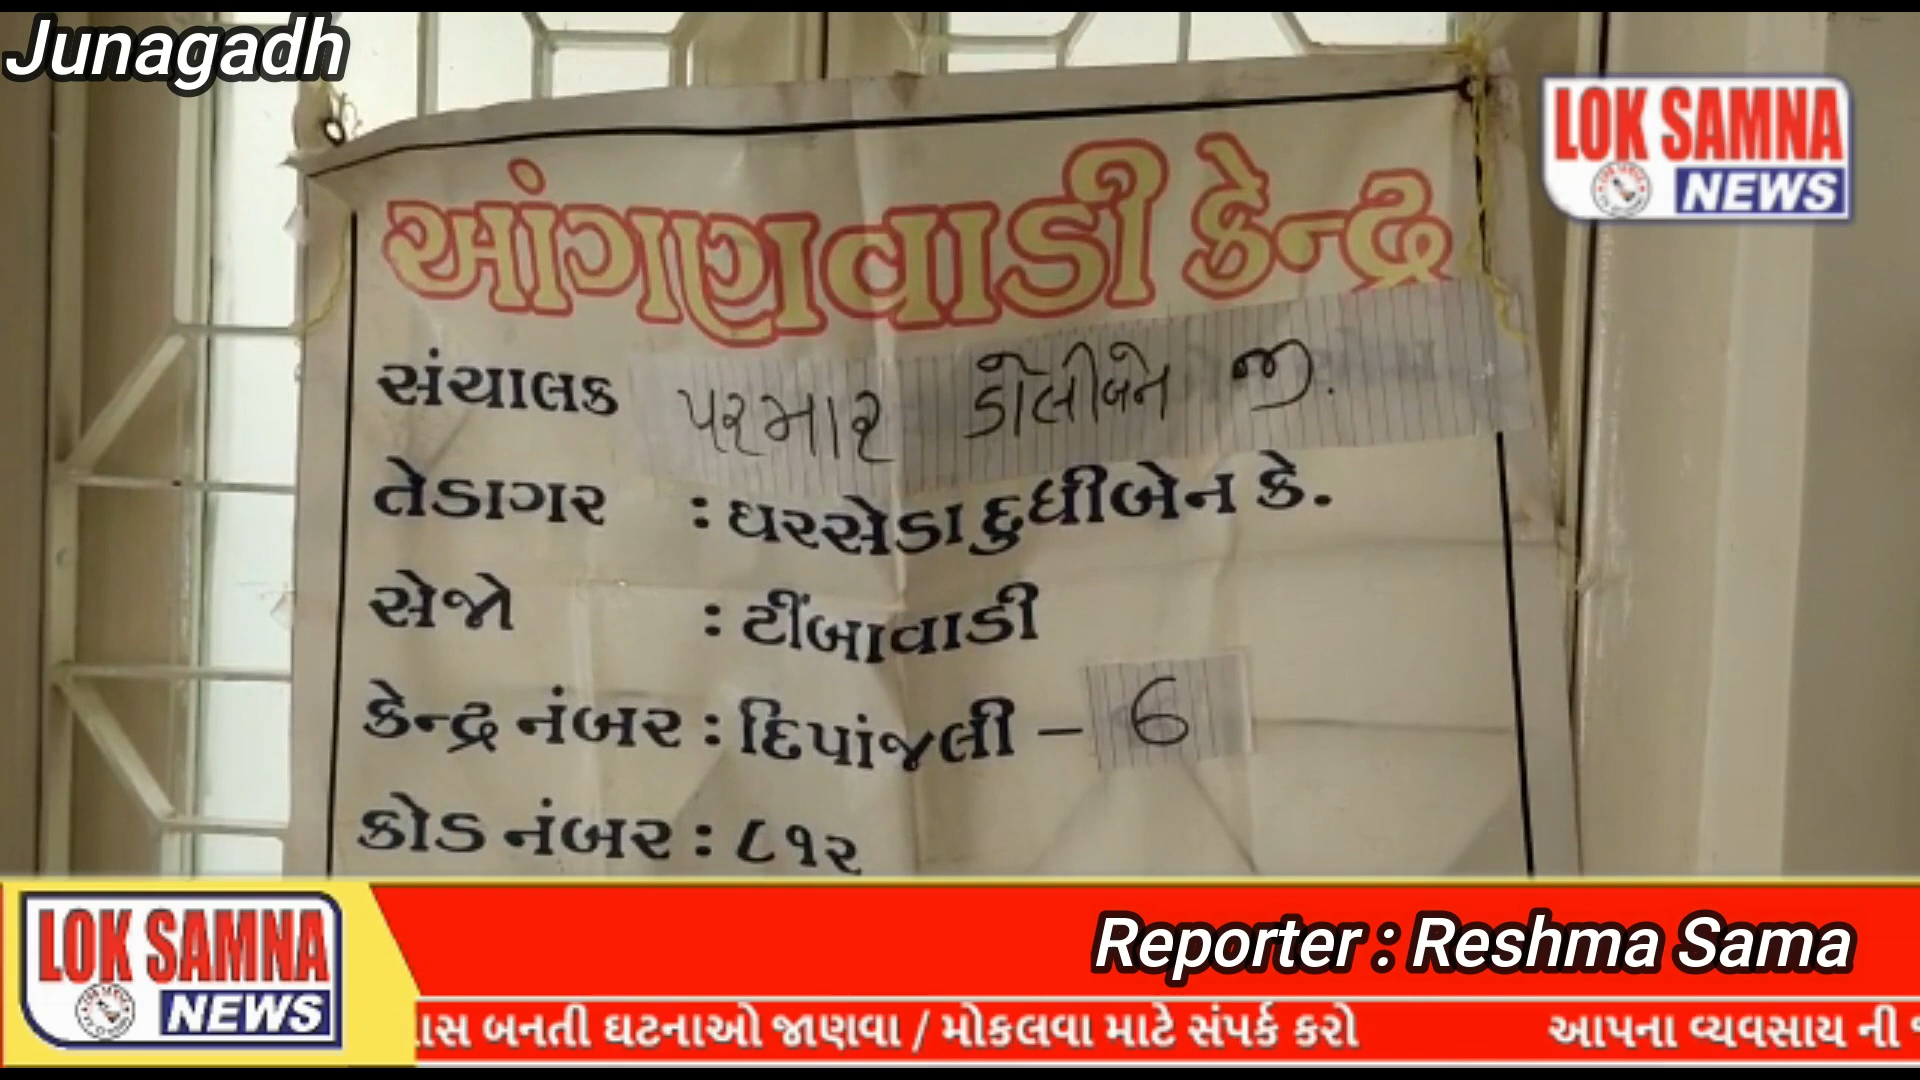 Junagadh
LOK SAMNA
NEWS
આંગણવાડી કેન્દ્ર
સંચાલક પરમાર ડોલીબેન જી.
તેડાગર : ઘરસેડા દુધીબેન કે.
સેજો : ટીંબાવાડી
કેન્દ્ર નંબર : દિપાંજલી – 6
કોડ નંબર : ૮૧૨
Reporter : Reshma Sama
LOK SAMNA
NEWS
બનતી ઘટનાઓ જાણવા / મોકલવા માટે સંપર્ક કરો આપના વ્યવસાય ની